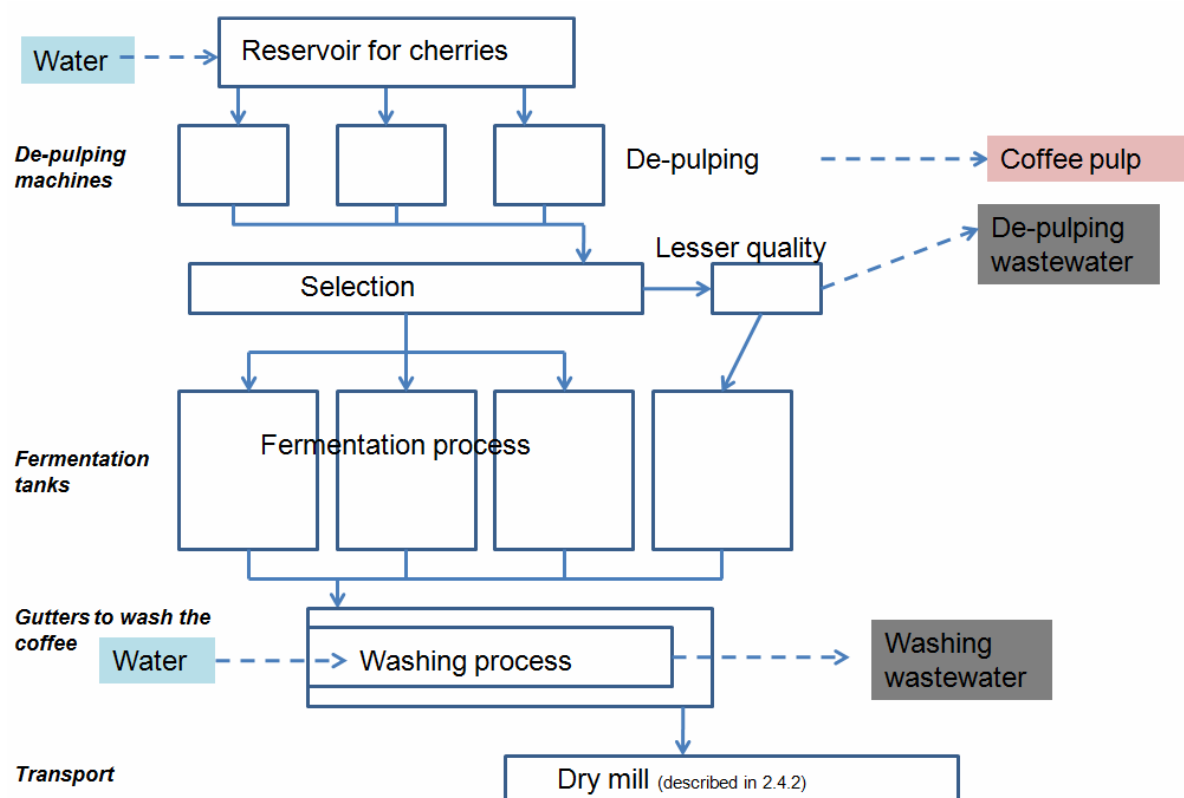 Water
Reservoir for cherries
De-pulping
machines
De-pulping
Coffee pulp
De-pulping
wastewater
Lesser quality
Selection
Fermentation process
Fermentation
tanks
Gutters to wash the
coffee
Water
Washing process
Washing
wastewater
Transport
Dry mill (described in 2.4.2)